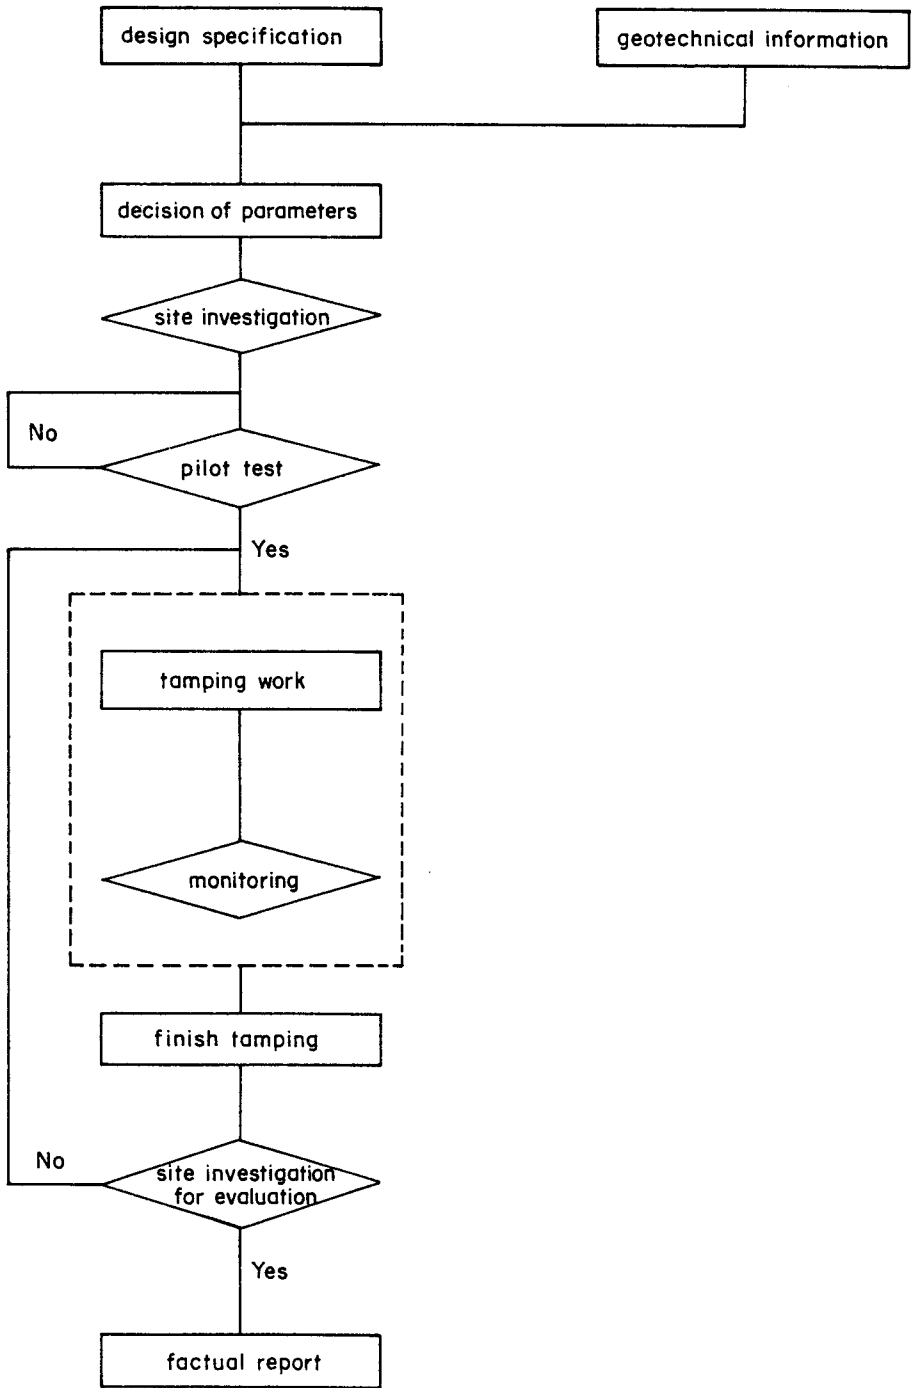 design specification
geotechnical information
decision of parameters
site investigation
No
pilot test
Yes
tamping work
monitoring
finish tamping
No
site investigation
for evaluation
Yes
factual report